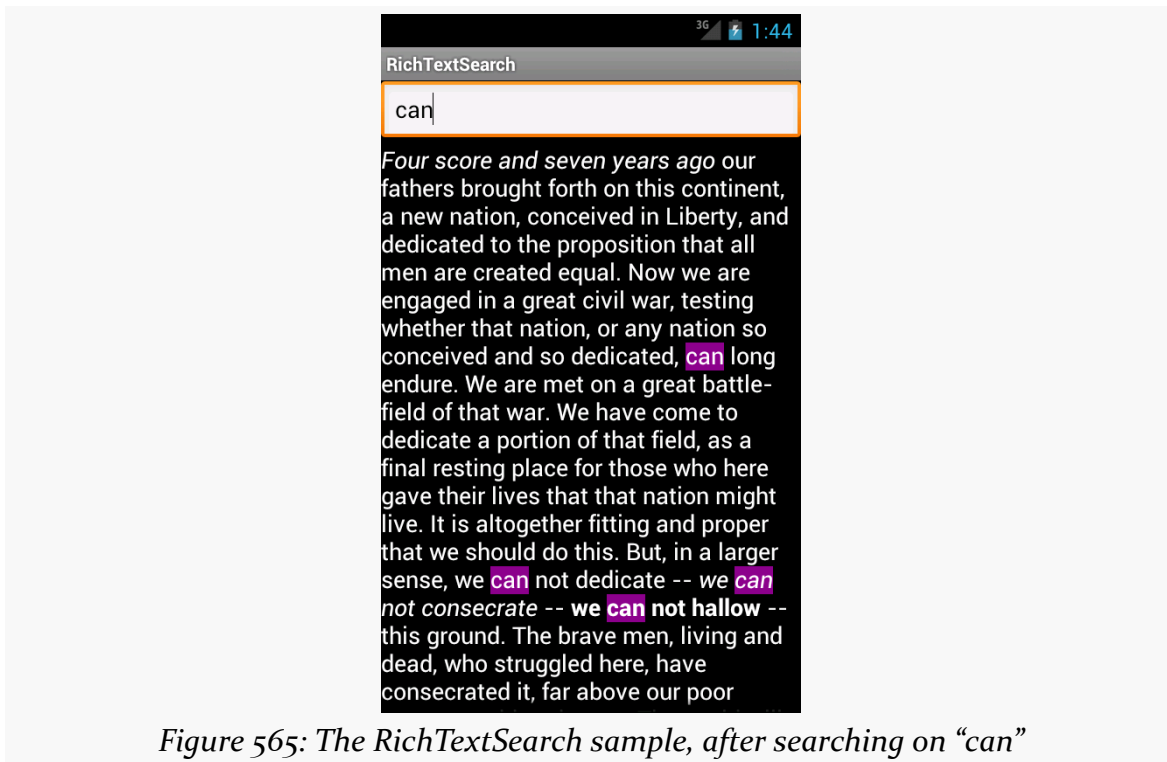 3G 1:44
RichTextSearch
can
Four score and seven years ago our
fathers brought forth on this continent,
a new nation, conceived in Liberty, and
dedicated to the proposition that all
men are created equal. Now we are
engaged in a great civil war, testing
whether that nation, or any nation so
conceived and so dedicated, can long
endure. We are met on a great battle-
field of that war. We have come to
dedicate a portion of that field, as a
final resting place for those who here
gave their lives that that nation might
live. It is altogether fitting and proper
that we should do this. But, in a larger
sense, we can not dedicate -- we can
not consecrate -- we can not hallow --
this ground. The brave men, living and
dead, who struggled here, have
consecrated it, far above our poor
Figure 565: The RichTextSearch sample, after searching on “can”